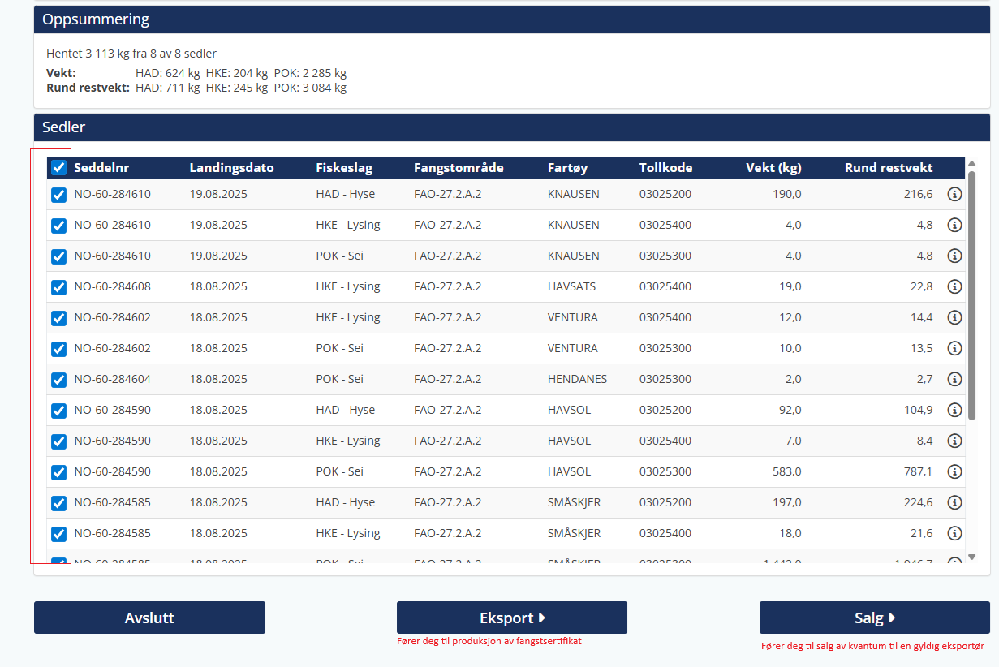 Oppsummering
Hentet 3 113 kg fra 8 av 8 sedler
Vekt: HAD: 624 kg HKE: 204 kg POK: 2 285 kg
Rund restvekt: HAD: 711 kg HKE: 245 kg POK: 3 084 kg
Sedler
Seddelnr Landingsdato Fiskeslag Fangstområde Fartøy Tollkode Vekt (kg) Rund restvekt
NO-60-284610 19.08.2025 HAD - Hyse FAO-27.2.A.2 KNAUSEN 03025200 190,0 216,6
NO-60-284610 19.08.2025 HKE - Lysing FAO-27.2.A.2 KNAUSEN 03025400 4,0 4,8
NO-60-284610 19.08.2025 POK - Sei FAO-27.2.A.2 KNAUSEN 03025300 4,0 4,8
NO-60-284608 18.08.2025 HKE - Lysing FAO-27.2.A.2 HAVSATS 03025400 19,0 22,8
NO-60-284602 18.08.2025 HKE - Lysing FAO-27.2.A.2 VENTURA 03025400 12,0 14,4
NO-60-284602 18.08.2025 POK - Sei FAO-27.2.A.2 VENTURA 03025300 10,0 13,5
NO-60-284604 18.08.2025 POK - Sei FAO-27.2.A.2 HENDANES 03025300 2,0 2,7
NO-60-284590 18.08.2025 HAD - Hyse FAO-27.2.A.2 HAVSOL 03025200 92,0 104,9
NO-60-284590 18.08.2025 HKE - Lysing FAO-27.2.A.2 HAVSOL 03025400 7,0 8,4
NO-60-284590 18.08.2025 POK - Sei FAO-27.2.A.2 HAVSOL 03025300 583,0 787,1
NO-60-284585 18.08.2025 HAD - Hyse FAO-27.2.A.2 SMÅSKJER 03025200 197,0 224,6
NO-60-284585 18.08.2025 HKE - Lysing FAO-27.2.A.2 SMÅSKJER 03025400 18,0 21,6
NO-60-284585 18.08.2025 POK - Sei FAO-27.2.A.2 SMÅSKJER 03025300 1 442,0 1 946,7
Avslutt Eksport Salg
Fører deg til produksjon av fangstsertifikat
Fører deg til salg av kvantum til en gyldig eksportør